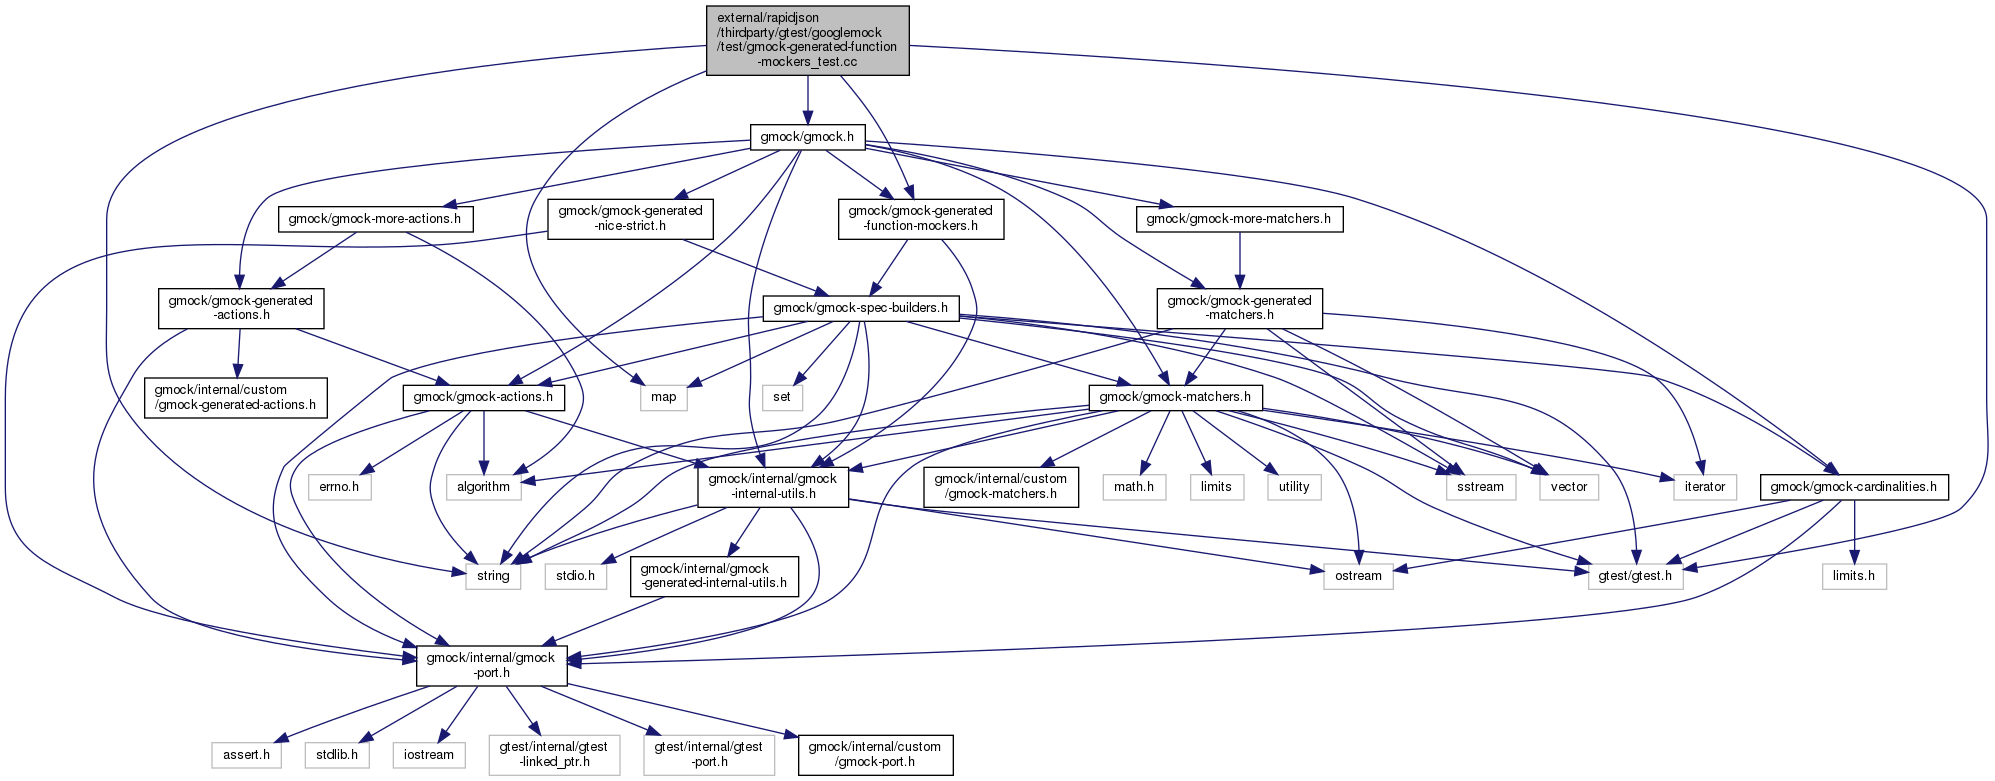 external/rapidjson
/thirdparty/gtest/googlemock
/test/gmock-generated-function
-mockers_test.cc
gmock/gmock.h
gmock/gmock-more-actions.h
gmock/gmock-generated
-nice-strict.h
gmock/gmock-generated
-function-mockers.h
gmock/gmock-more-matchers.h
gmock/gmock-generated
-actions.h
gmock/gmock-spec-builders.h
gmock/gmock-generated
-matchers.h
gmock/internal/custom
/gmock-generated-actions.h
gmock/gmock-actions.h
map
set
gmock/gmock-matchers.h
errno.h
algorithm
gmock/internal/gmock
-internal-utils.h
gmock/internal/custom
/gmock-matchers.h
math.h
limits
utility
sstream
vector
iterator
gmock/gmock-cardinalities.h
string
stdio.h
gmock/internal/gmock
-generated-internal-utils.h
ostream
gtest/gtest.h
limits.h
gmock/internal/gmock
-port.h
assert.h
stdlib.h
iostream
gtest/internal/gtest
-linked_ptr.h
gtest/internal/gtest
-port.h
gmock/internal/custom
/gmock-port.h